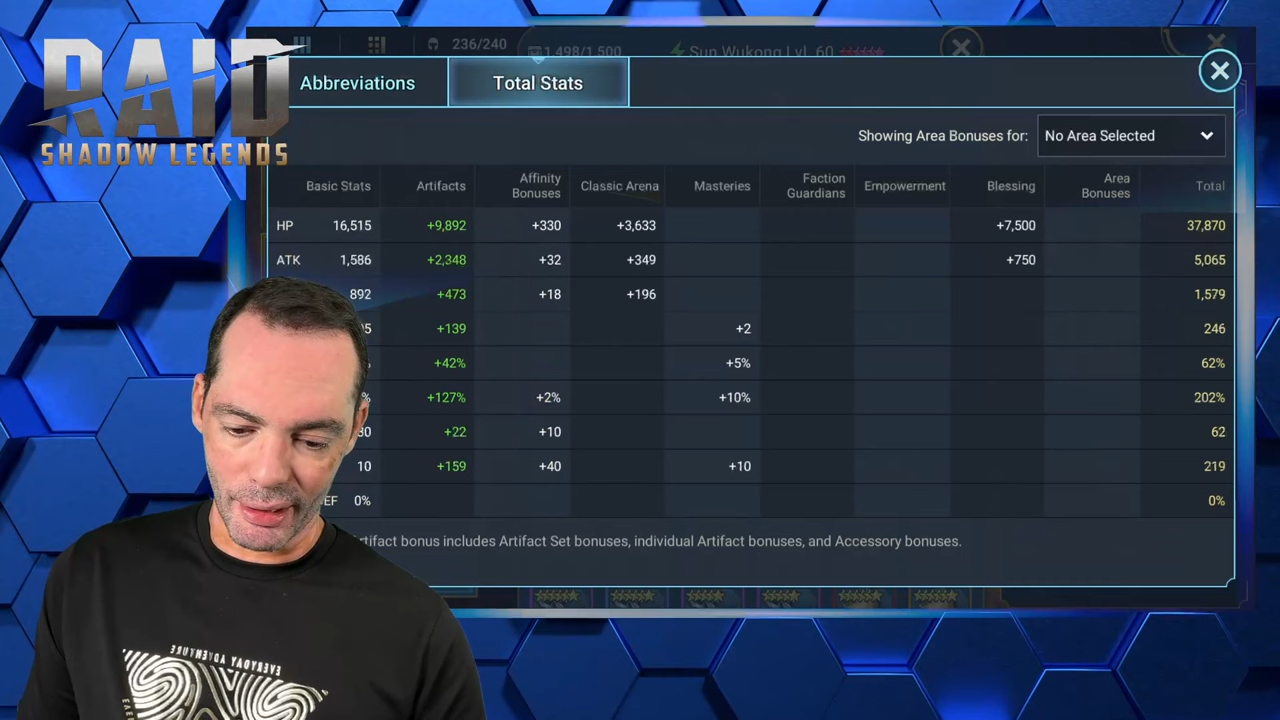 RAID
SHADOW LEGENDS
236/240
1,498/1,500
Sun Wukong Lvl 60
Abbreviations
Total Stats
Showing Area Bonuses for:
No Area Selected
Basic Stats Artifacts Affinity Bonuses Classic Arena Masteries Faction Guardians Empowerment Blessing Area Bonuses Total
HP 16,515 +9,892 +330 +3,633 +7,500 37,870
ATK 1,586 +2,348 +32 +349 +750 5,065
892 +473 +18 +196 1,579
+139 +2 246
+42% +5% 62%
+127% +2% +10% 202%
30 +22 +10 62
10 +159 +40 +10 219
EF 0% 0%
rtifact bonus includes Artifact Set bonuses, individual Artifact bonuses, and Accessory bonuses.
EVERYDAY ADVENTURE